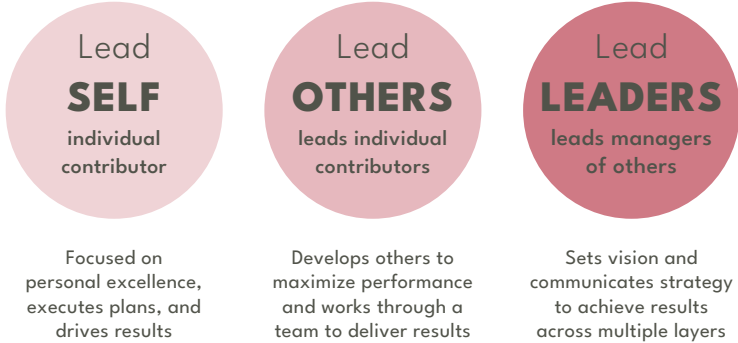 Lead
SELF
individual
contributor
Focused on
personal excellence,
executes plans, and
drives results
Lead
OTHERS
leads individual
contributors
Develops others to
maximize performance
and works through a
team to deliver results
Lead
LEADERS
leads managers
of others
Sets vision and
communicates strategy
to achieve results
across multiple layers